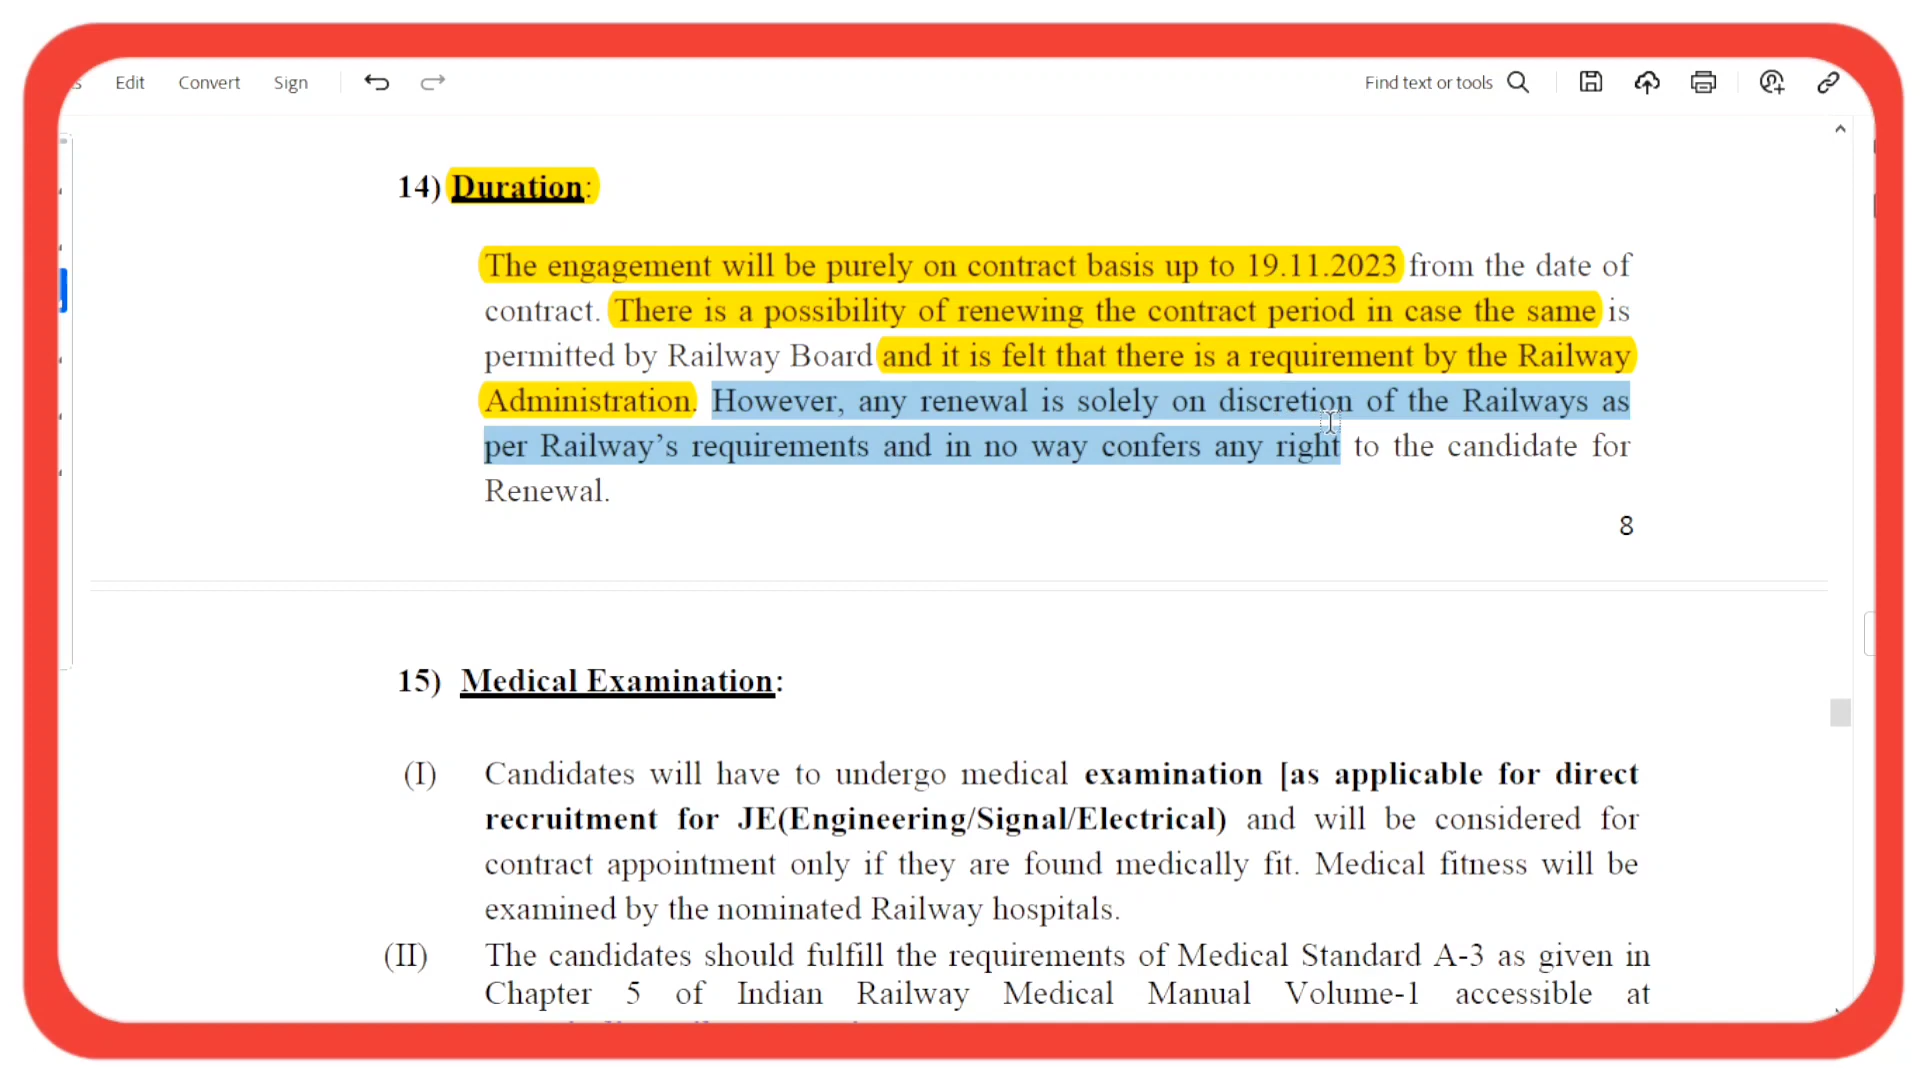 Edit Convert Sign Find text or tools
14) Duration:
The engagement will be purely on contract basis up to 19.11.2023 from the date of
contract. There is a possibility of renewing the contract period in case the same is
permitted by Railway Board and it is felt that there is a requirement by the Railway
Administration. However, any renewal is solely on discretion of the Railways as
per Railway's requirements and in no way confers any right to the candidate for
Renewal.
8
15) Medical Examination:
(I) Candidates will have to undergo medical examination [as applicable for direct
recruitment for JE(Engineering/Signal/Electrical) and will be considered for
contract appointment only if they are found medically fit. Medical fitness will be
examined by the nominated Railway hospitals.
(II) The candidates should fulfill the requirements of Medical Standard A-3 as given in
Chapter 5 of Indian Railway Medical Manual Volume-1 accessible at